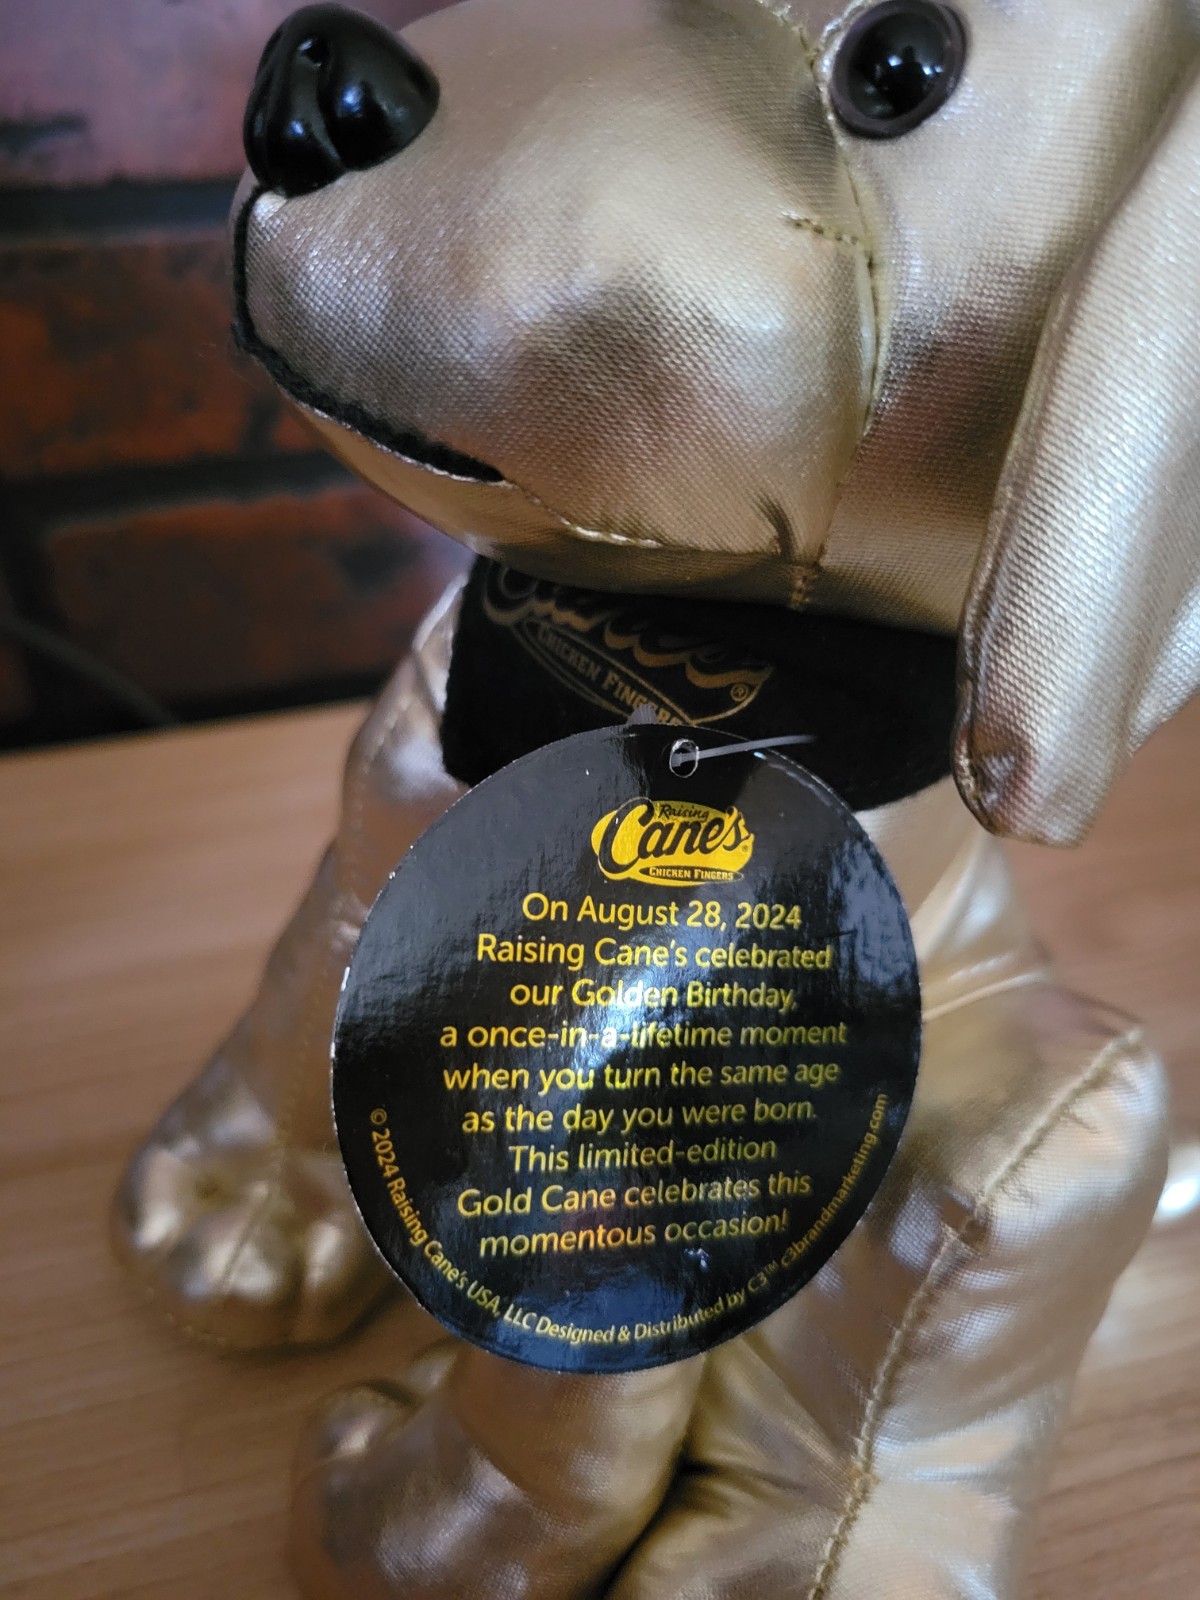 Cane's®
CHICKEN FINGERS
Raising
Cane's®
CHICKEN FINGERS
On August 28, 2024
Raising Cane's celebrated
our Golden Birthday,
a once-in-a-lifetime moment
when you turn the same age
as the day you were born.
This limited-edition
Gold Cane celebrates this
momentous occasion!
© 2024 Raising Cane's USA, LLC Designed & Distributed by C3™ c3brandmarketing.com